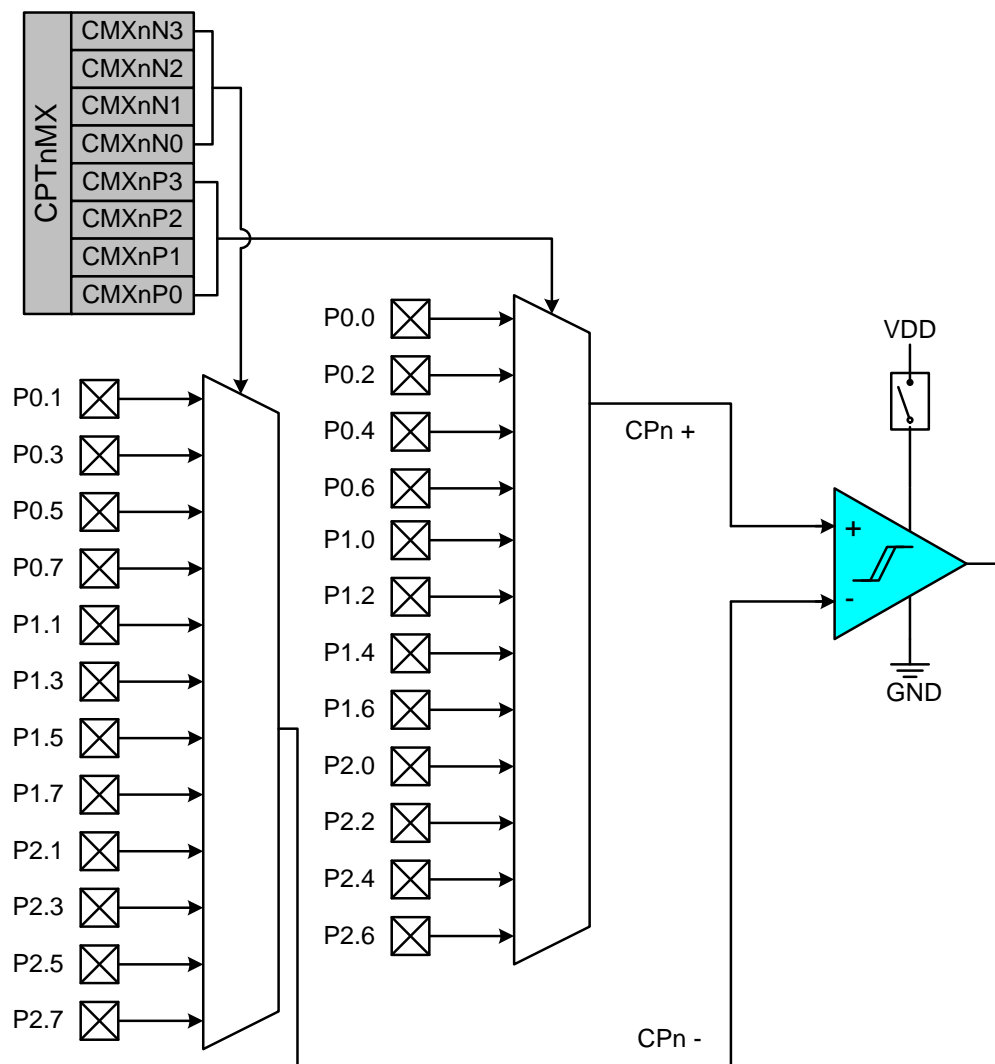 CPTnMX
CMXnN3
CMXnN2
CMXnN1
CMXnN0
CMXnP3
CMXnP2
CMXnP1
CMXnP0
P0.1
P0.3
P0.5
P0.7
P1.1
P1.3
P1.5
P1.7
P2.1
P2.3
P2.5
P2.7
P0.0
P0.2
P0.4
P0.6
P1.0
P1.2
P1.4
P1.6
P2.0
P2.2
P2.4
P2.6
CPn +
CPn -
VDD
+
-
GND